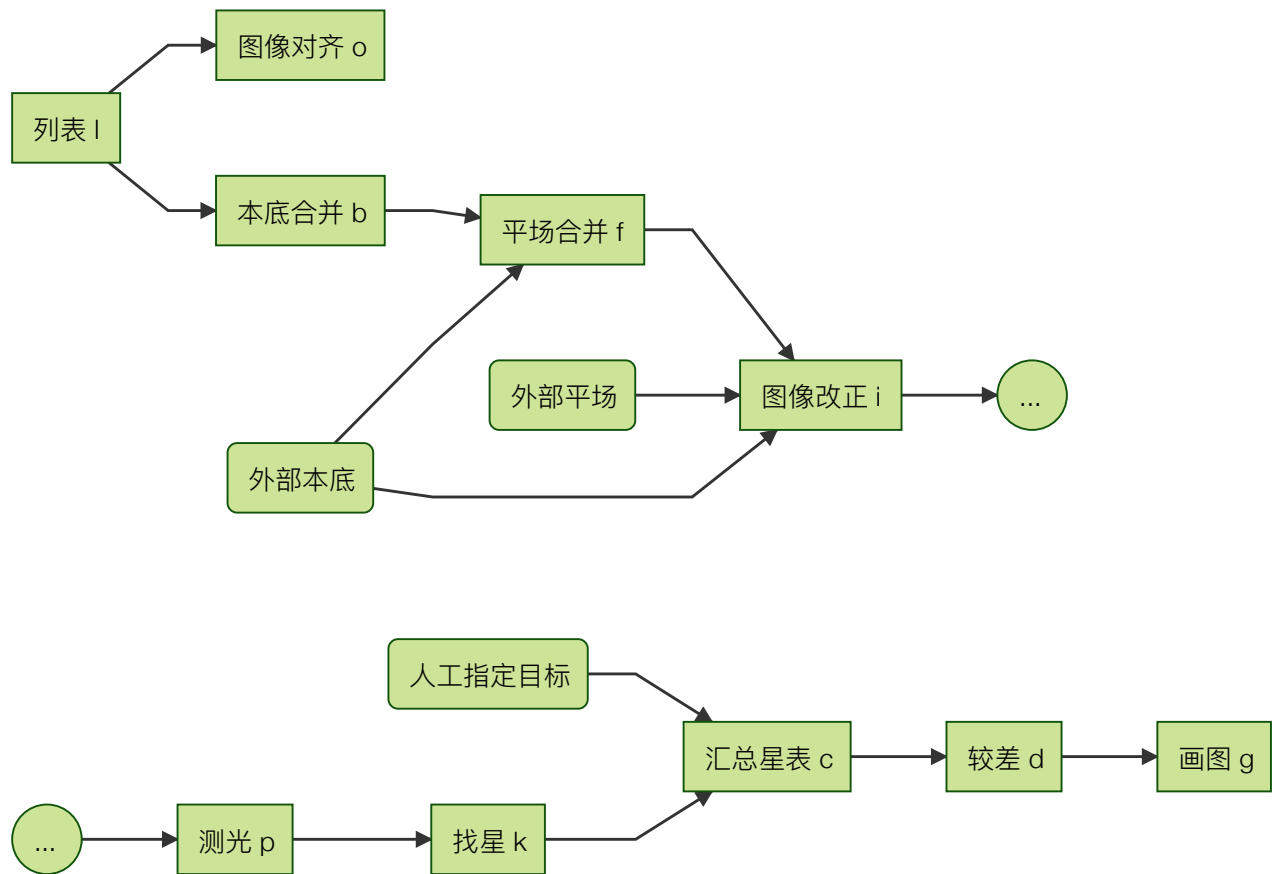 图像对齐 o
列表 l
本底合并 b
平场合并 f
外部平场
图像改正 i
...
外部本底
人工指定目标
汇总星表 c
较差 d
画图 g
...
测光 p
找星 k